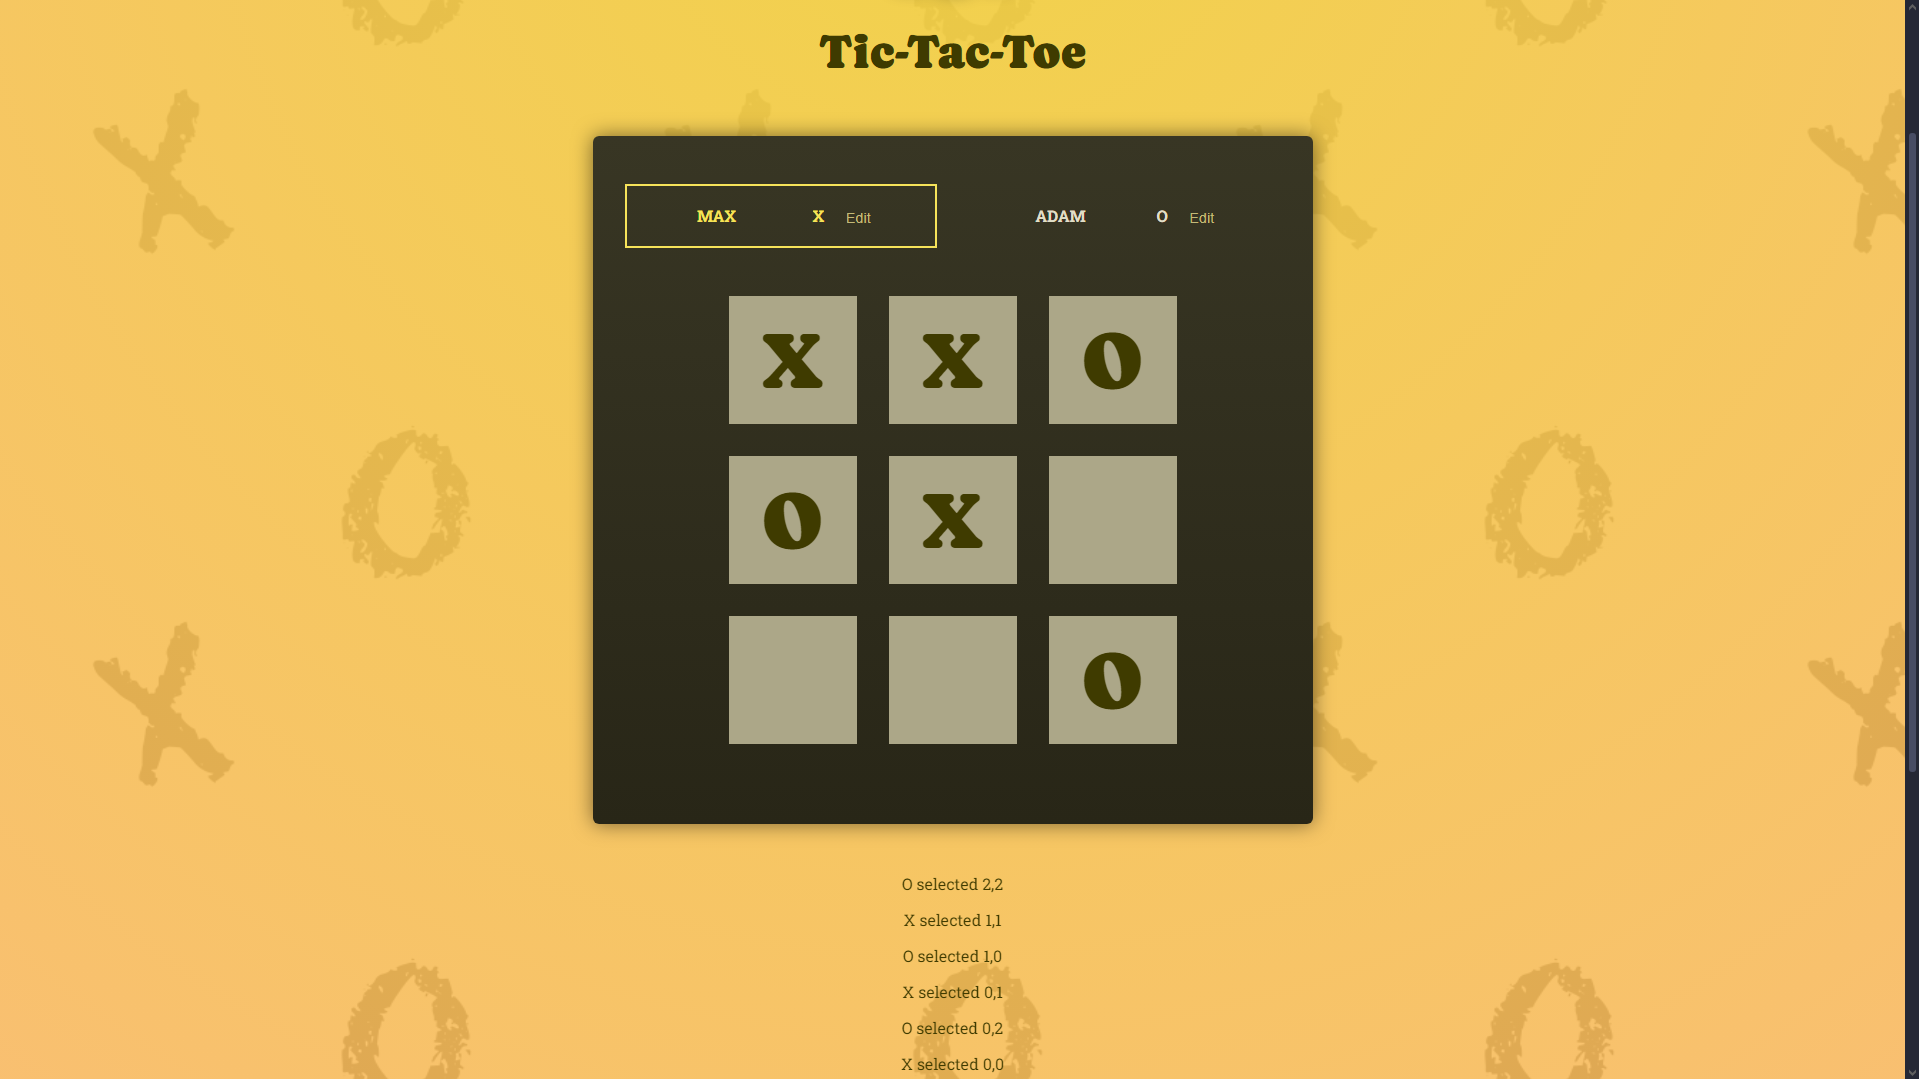 Tic-Tac-Toe
MAX X Edit ADAM O Edit
X X O
O X
O
O selected 2,2
X selected 1,1
O selected 1,0
X selected 0,1
O selected 0,2
X selected 0,0